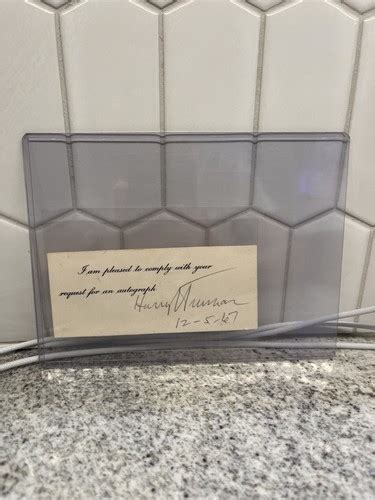 I am pleased to comply with your
request for an autograph
Harry Truman
12-5-67